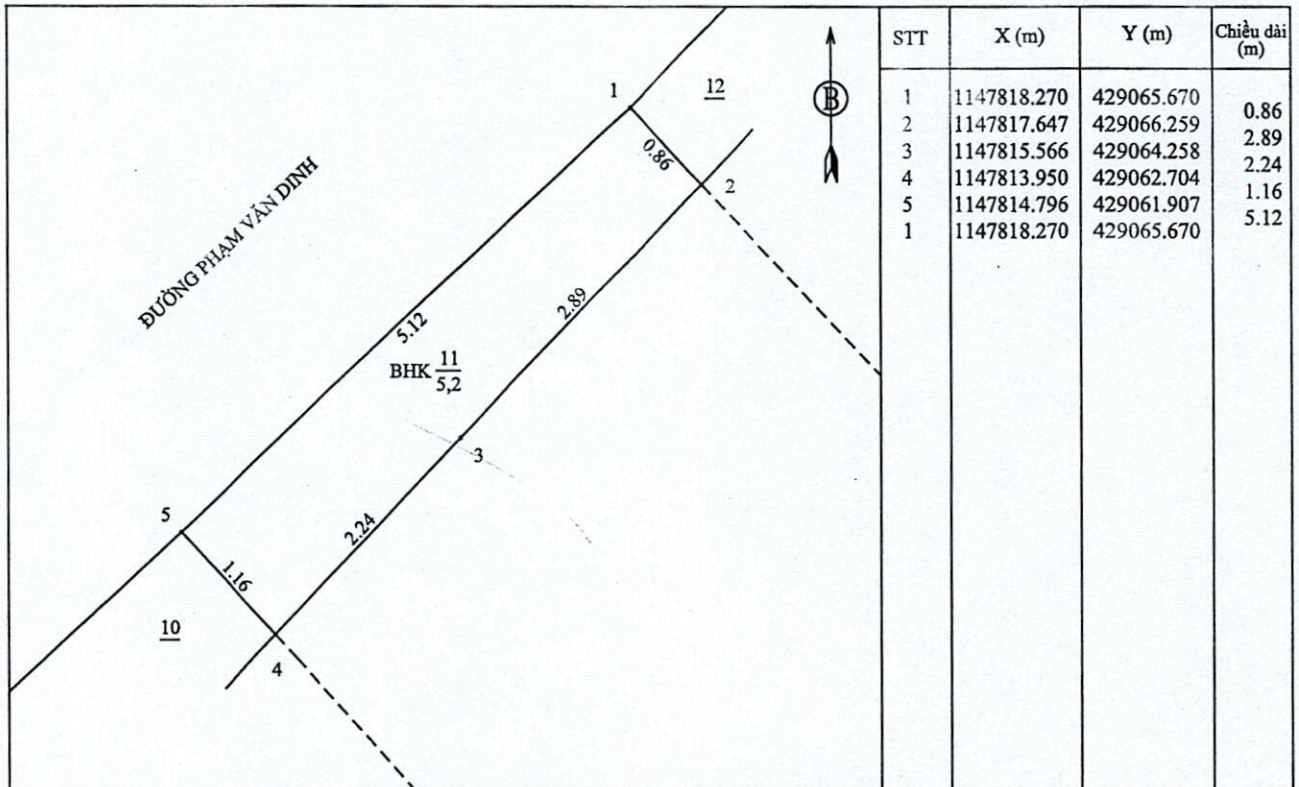 STT X (m) Y (m) Chiều dài (m)
1 1147818.270 429065.670
0.86
2 1147817.647 429066.259
2.89
3 1147815.566 429064.258
2.24
4 1147813.950 429062.704
1.16
5 1147814.796 429061.907
5.12
1 1147818.270 429065.670
B
12
1
0.86
2
ĐƯỜNG PHẠM VĂN DINH
2.89
5.12
BHK 11
5,2
3
5
2.24
1.16
10
4